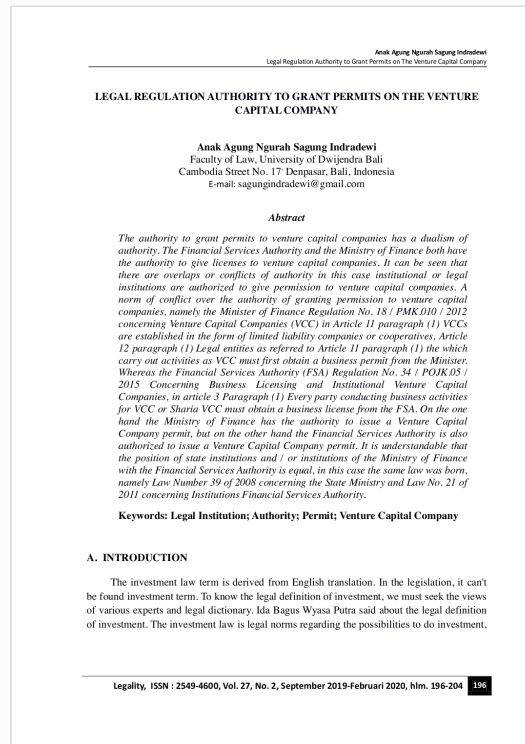 Anak Agung Ngurah Sagung Indradewi
Legal Regulation Authority to Grant Permits on The Venture Capital Company
LEGAL REGULATION AUTHORITY TO GRANT PERMITS ON THE VENTURE
CAPITAL COMPANY
Anak Agung Ngurah Sagung Indradewi
Faculty of Law, University of Dwijendra Bali
Cambodia Street No. 17 Denpasar, Bali, Indonesia
E-mail: sagungindradewi@gmail.com
Abstract
The authority to grant permits to venture capital companies has a dualism of
authority. The Financial Services Authority and the Ministry of Finance both have
the authority to give licenses to venture capital companies. It can be seen that
there are overlaps or conflicts of authority in this case institutional or legal
institutions are authorized to give permission to venture capital companies. A
norm of conflict over the authority of granting permission to venture capital
companies, namely the Minister of Finance Regulation No. 18 / PMK.010 / 2012
concerning Venture Capital Companies (VCC) in Article 11 paragraph (1) VCCs
are established in the form of limited liability companies or cooperatives, Article
12 paragraph (1) Legal entities as referred to Article 11 paragraph (1) the which
carry out activities as VCC must first obtain a business permit from the Minister.
Whereas the Financial Services Authority (FSA) Regulation No. 34 / POJK.05 /
2015 Concerning Business Licensing and Institutional Venture Capital
Companies, in article 3 Paragraph (1) Every party conducting business activities
for VCC or Sharia VCC must obtain a business license from the FSA. On the one
hand the Ministry of Finance has the authority to issue a Venture Capital
Company permit, but on the other hand the Financial Services Authority is also
authorized to issue a Venture Capital Company permit. It is understandable that
the position of state institutions and / or institutions of the Ministry of Finance
with the Financial Services Authority is equal, in this case the same law was born,
namely Law Number 39 of 2008 concerning the State Ministry and Law No. 21 of
2011 concerning Institutions Financial Services Authority.
Keywords: Legal Institution; Authority; Permit; Venture Capital Company
A. INTRODUCTION
The investment law term is derived from English translation. In the legislation, it can't
be found investment term. To know the legal definition of investment, we must seek the views
of various experts and legal dictionary. Ida Bagus Wyasa Putra said about the legal definition
of investment. The investment law is legal norms regarding the possibilities to do investment,
Legality, ISSN : 2549-4600, Vol. 27, No. 2, September 2019-Februari 2020, hlm. 196-204 196